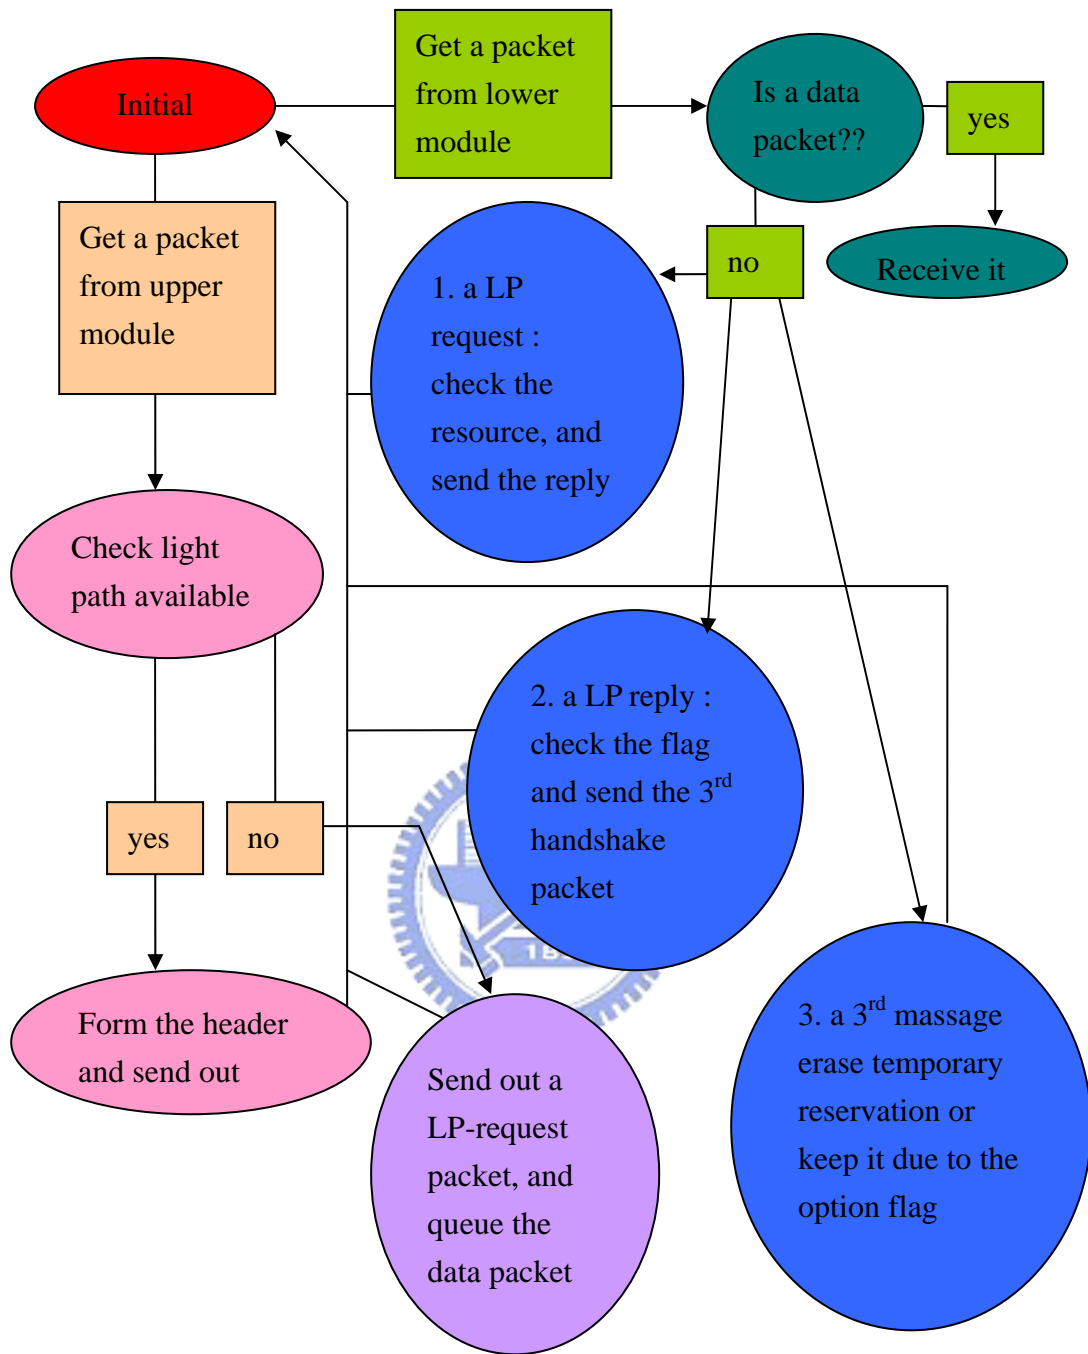 Initial
Get a packet
from lower
module
Is a data
packet??
yes
Receive it
no
Get a packet
from upper
module
1. a LP
request :
check the
resource, and
send the reply
Check light
path available
yes
no
2. a LP reply :
check the flag
and send the 3rd
handshake
packet
Form the header
and send out
Send out a
LP-request
packet, and
queue the
data packet
3. a 3rd massage
erase temporary
reservation or
keep it due to the
option flag